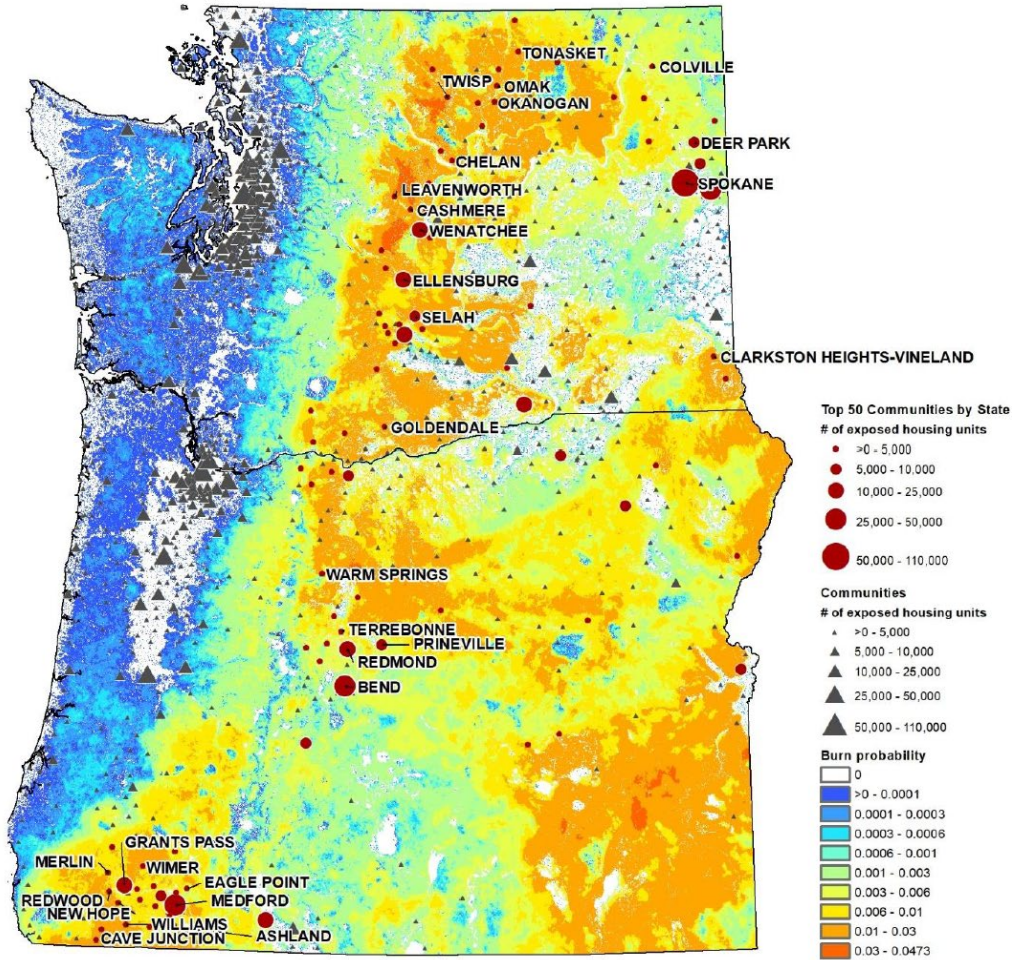 TONASKET
COLVILLE
TWISP
OMAK
OKANOGAN
DEER PARK
CHELAN
SPOKANE
LEAVENWORTH
CASHMERE
WENATCHEE
ELLENSBURG
SELAH
CLARKSTON HEIGHTS-VINELAND
GOLDENDALE
WARM SPRINGS
TERREBONNE
PRINEVILLE
REDMOND
BEND
GRANTS PASS
MERLIN
WIMER
EAGLE POINT
REDWOOD
MEDFORD
NEW HOPE
WILLIAMS
CAVE JUNCTION
ASHLAND
Top 50 Communities by State
# of exposed housing units
>0 - 5,000
5,000 - 10,000
10,000 - 25,000
25,000 - 50,000
50,000 - 110,000
Communities
# of exposed housing units
>0 - 5,000
5,000 - 10,000
10,000 - 25,000
25,000 - 50,000
50,000 - 110,000
Burn probability
0
>0 - 0.0001
0.0001 - 0.0003
0.0003 - 0.0006
0.0006 - 0.001
0.001 - 0.003
0.003 - 0.006
0.006 - 0.01
0.01 - 0.03
0.03 - 0.0473